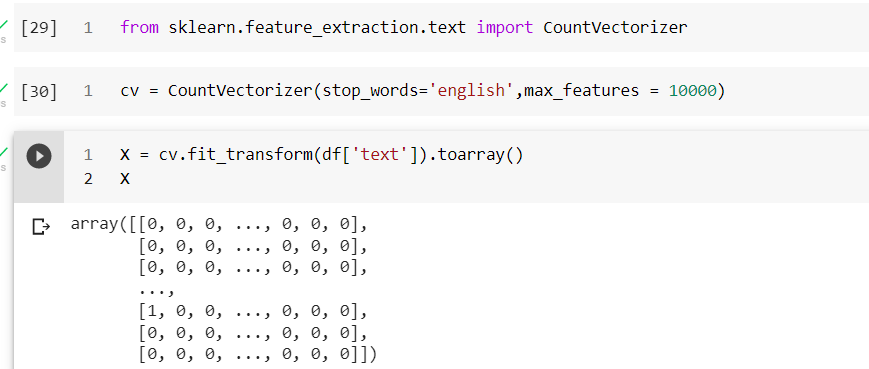 [29] 1 from sklearn.feature_extraction.text import CountVectorizer
s
[30] 1 cv = CountVectorizer(stop_words='english',max_features = 10000)
s
1 X = cv.fit_transform(df['text']).toarray()
s
2 X
array([[0, 0, 0, ..., 0, 0, 0],
[0, 0, 0, ..., 0, 0, 0],
[0, 0, 0, ..., 0, 0, 0],
...,
[1, 0, 0, ..., 0, 0, 0],
[0, 0, 0, ..., 0, 0, 0],
[0, 0, 0, ..., 0, 0, 0]])